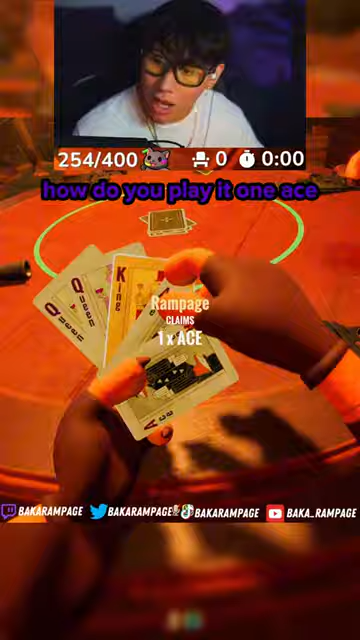 254/400 0 0:00
how do you play it one ace
King
Queen
Queen
Rampage
CLAIMS
1 x ACE
Ace
BAKARAMPAGE BAKARAMPAGE BAKARAMPAGE BAKA_RAMPAGE